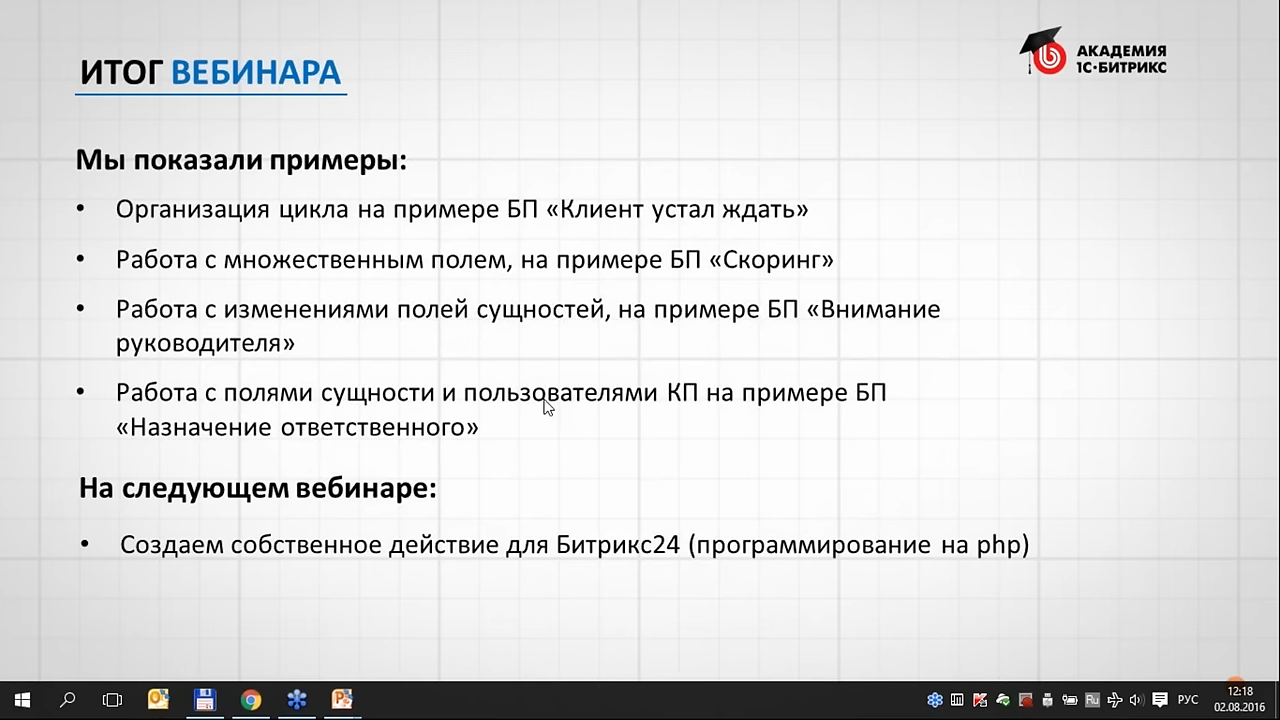 ИТОГ ВЕБИНАРА
АКАДЕМИЯ
1С•БИТРИКС
Мы показали примеры:
• Организация цикла на примере БП «Клиент устал ждать»
• Работа с множественным полем, на примере БП «Скоринг»
• Работа с изменениями полей сущностей, на примере БП «Внимание
руководителя»
• Работа с полями сущности и пользователями КП на примере БП
«Назначение ответственного»
На следующем вебинаре:
• Создаем собственное действие для Битрикс24 (программирование на php)
Ru
РУС
12:18
02.08.2016